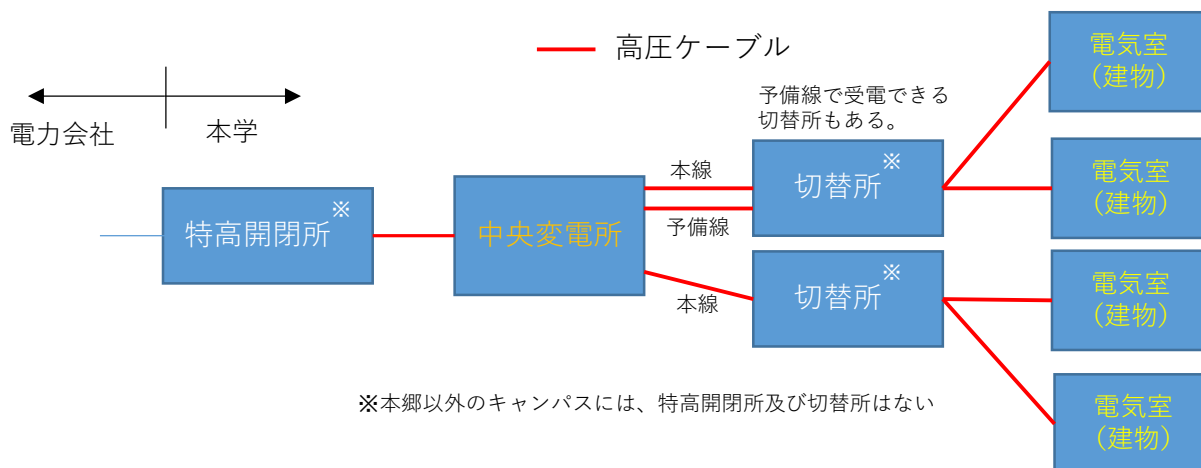 高圧ケーブル
電力会社
本学
予備線で受電できる
切替所もある。
特高開閉所※
中央変電所
本線
予備線
本線
切替所※
切替所※
電気室
(建物)
電気室
(建物)
電気室
(建物)
電気室
(建物)
※本郷以外のキャンパスには、特高開閉所及び切替所はない